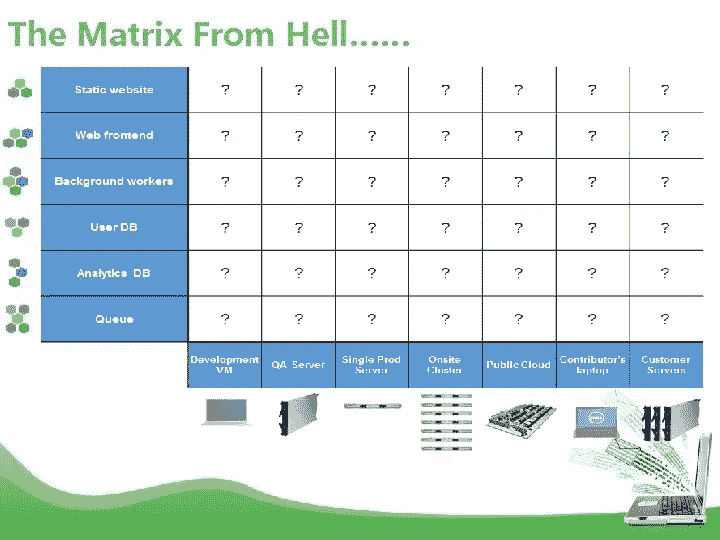 The Matrix From Hell......
Static website ? ? ? ? ? ? ?
Web frontend ? ? ? ? ? ? ?
Background workers ? ? ? ? ? ? ?
User DB ? ? ? ? ? ? ?
Analytics DB ? ? ? ? ? ? ?
Queue ? ? ? ? ? ? ?
Development VM QA Server Single Prod Server Onsite Cluster Public Cloud Contributor's laptop Customer Servers